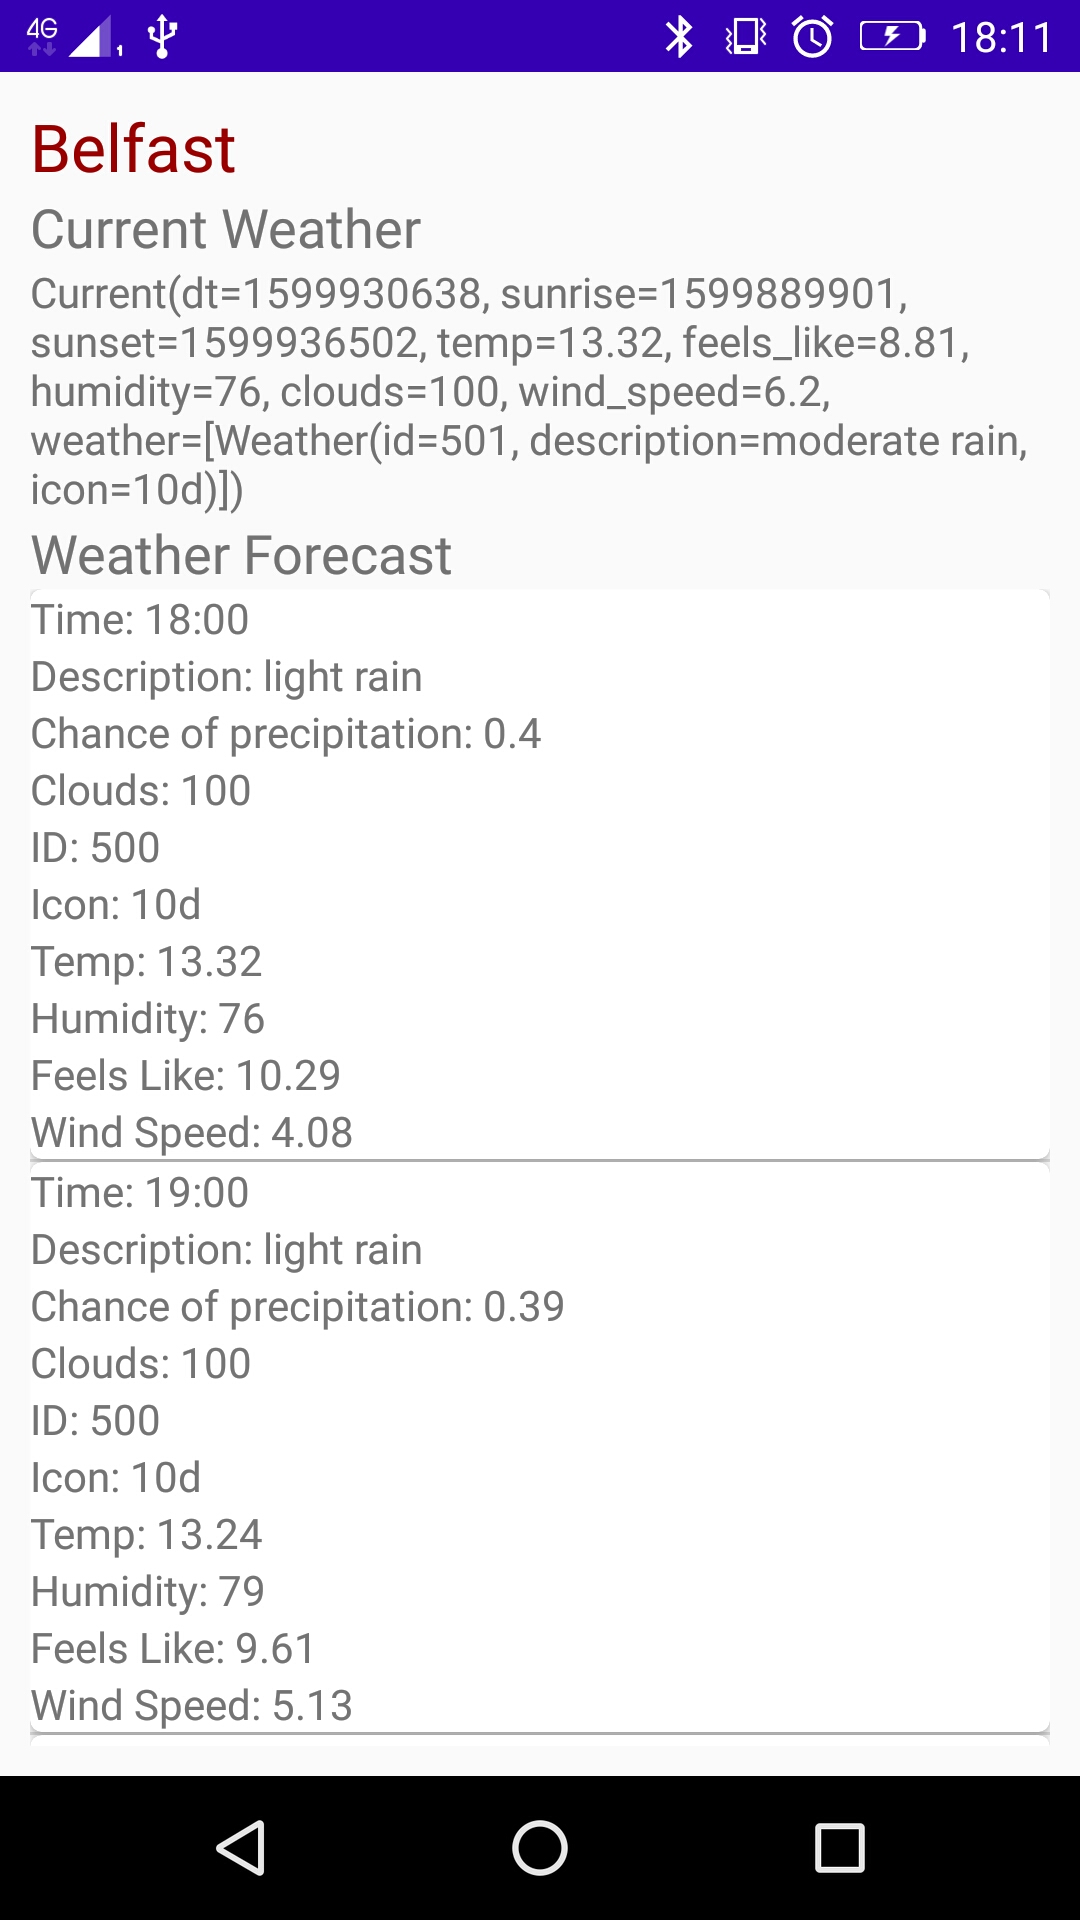 4G 1 18:11
Belfast
Current Weather
Current(dt=1599930638, sunrise=1599889901,
sunset=1599936502, temp=13.32, feels_like=8.81,
humidity=76, clouds=100, wind_speed=6.2,
weather=[Weather(id=501, description=moderate rain,
icon=10d)])
Weather Forecast
Time: 18:00
Description: light rain
Chance of precipitation: 0.4
Clouds: 100
ID: 500
Icon: 10d
Temp: 13.32
Humidity: 76
Feels Like: 10.29
Wind Speed: 4.08
Time: 19:00
Description: light rain
Chance of precipitation: 0.39
Clouds: 100
ID: 500
Icon: 10d
Temp: 13.24
Humidity: 79
Feels Like: 9.61
Wind Speed: 5.13